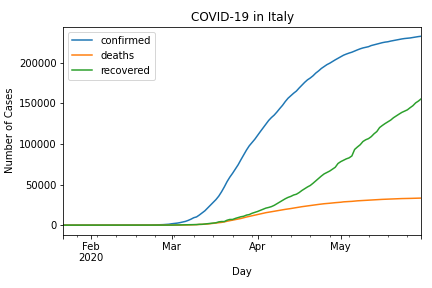 COVID-19 in Italy
confirmed
deaths
recovered
Number of Cases
200000
150000
100000
50000
0
Feb
2020
Mar
Apr
May
Day